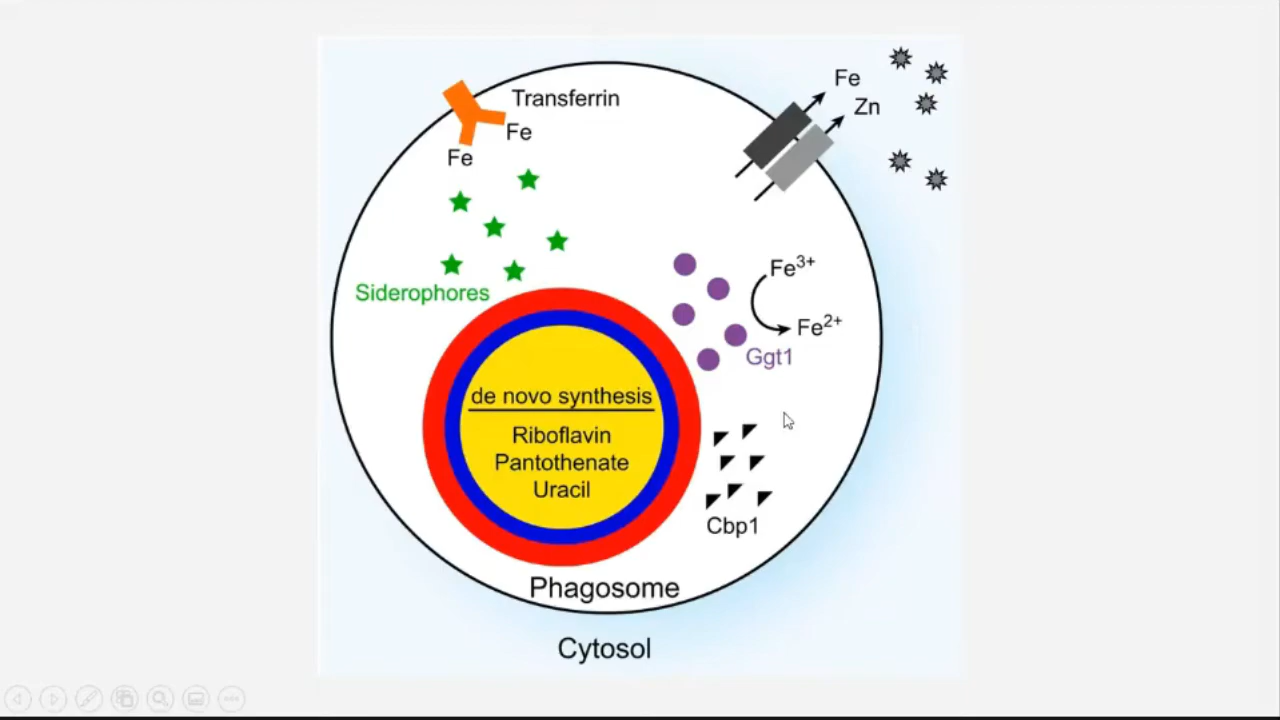 Transferrin
Fe
Fe
Fe
Zn
Siderophores
Fe3+
Fe2+
Ggt1
de novo synthesis
Riboflavin
Pantothenate
Uracil
Cbp1
Phagosome
Cytosol